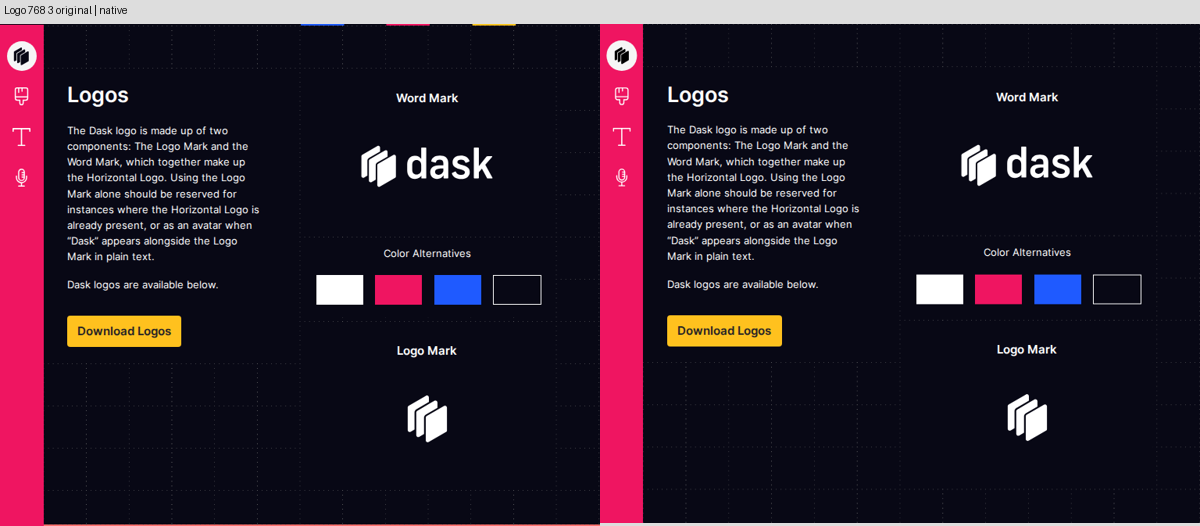 Logo 768 3 original | native
Logos
The Dask logo is made up of two
components: The Logo Mark and the
Word Mark, which together make up
the Horizontal Logo. Using the Logo
Mark alone should be reserved for
instances where the Horizontal Logo is
already present, or as an avatar when
“Dask” appears alongside the Logo
Mark in plain text.
Dask logos are available below.
Download Logos
Word Mark
dask
Color Alternatives
Logo Mark
Logos
The Dask logo is made up of two
components: The Logo Mark and the
Word Mark, which together make up
the Horizontal Logo. Using the Logo
Mark alone should be reserved for
instances where the Horizontal Logo is
already present, or as an avatar when
“Dask” appears alongside the Logo
Mark in plain text.
Dask logos are available below.
Download Logos
Word Mark
dask
Color Alternatives
Logo Mark